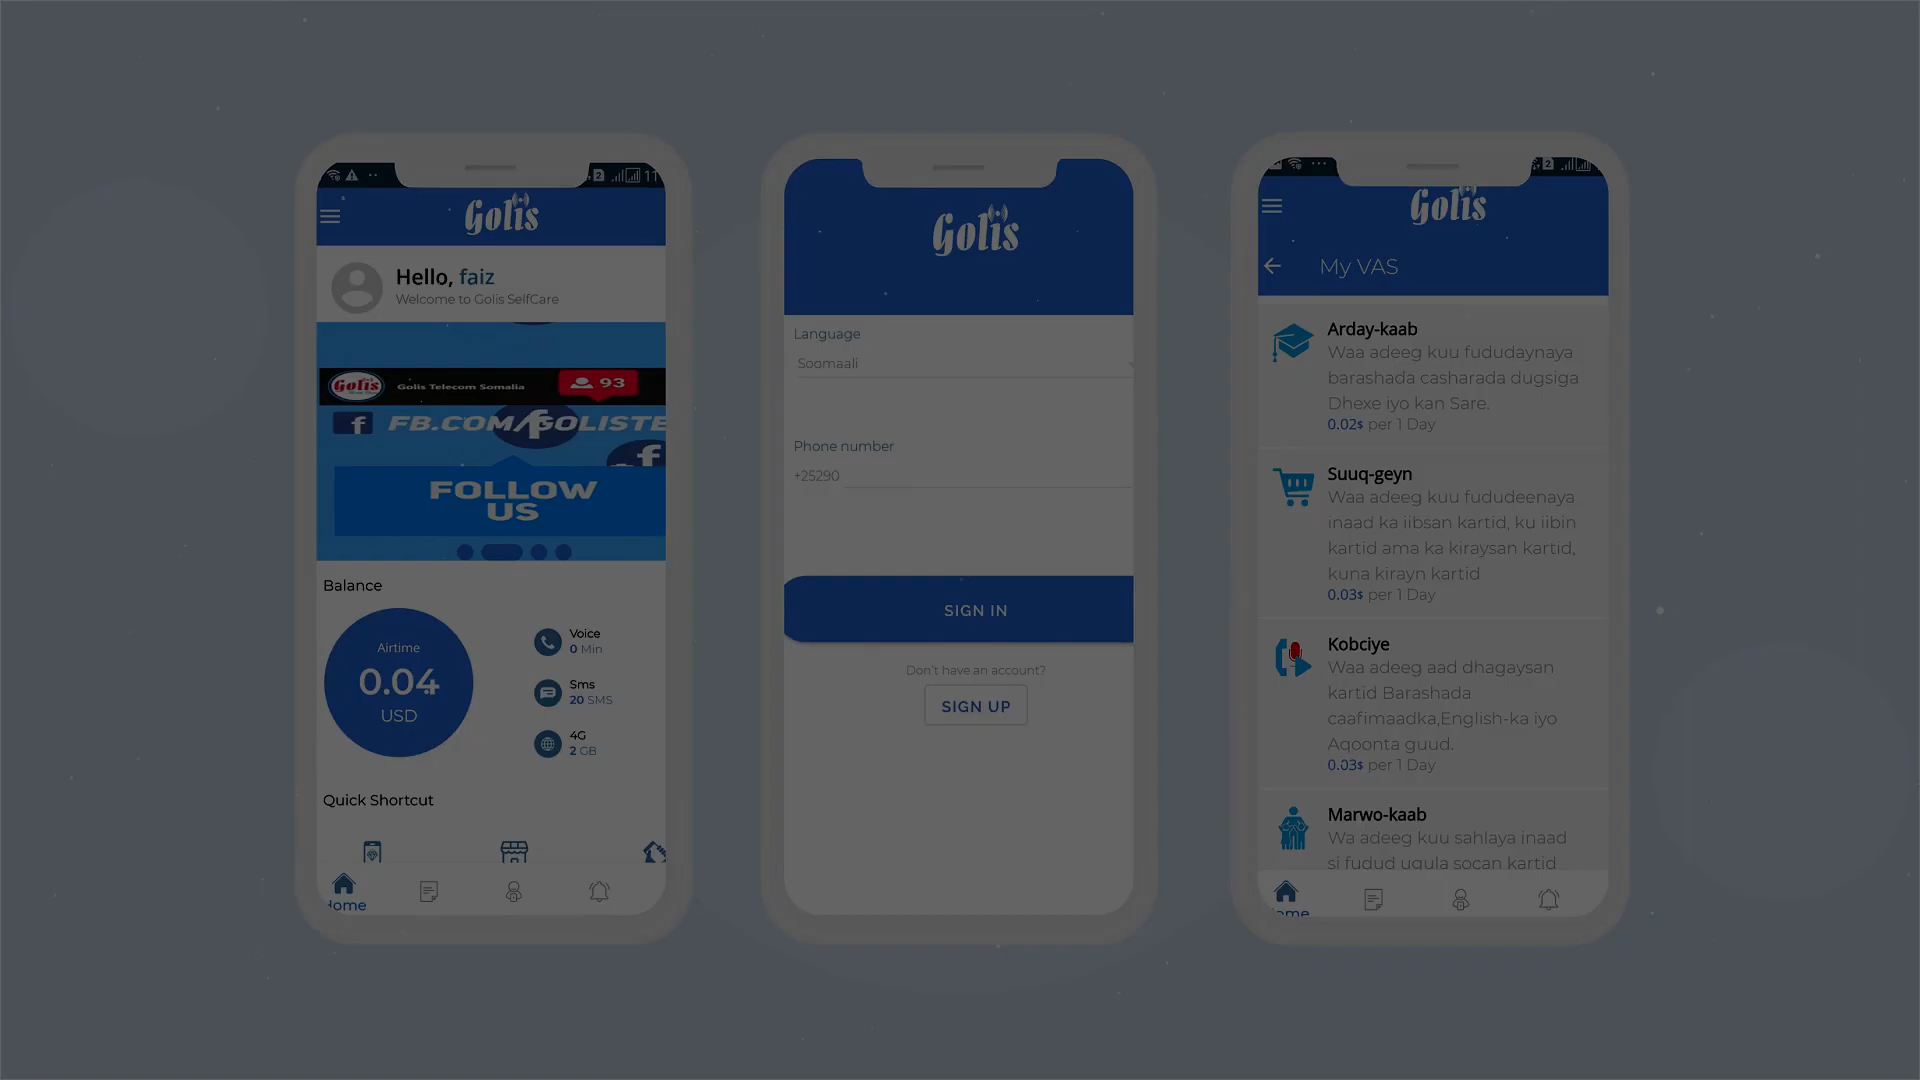 11
Golis
Hello, faiz
Welcome to Golis SelfCare
Golis
Golis Telecom Somalia
93
f FB.COM/GOLISTE
f
f
FOLLOW
US
Balance
Airtime
0.04
USD
Voice
0 Min
Sms
20 SMS
4G
2 GB
Quick Shortcut
Home
Golis
Language
Soomaali
Phone number
+25290
SIGN IN
Don't have an account?
SIGN UP
2
Golis
My VAS
Arday-kaab
Waa adeeg kuu fududaynaya
barashada casharada dugsiga
Dhexe iyo kan Sare.
0.02$ per 1 Day
Suuq-geyn
Waa adeeg kuu fududeenaya
inaad ka iibsan kartid, ku iibin
kartid ama ka kiraysan kartid,
kuna kirayn kartid
0.03$ per 1 Day
Kobciye
Waa adeeg aad dhagaysan
kartid Barashada
caafimaadka,English-ka iyo
Aqoonta guud.
0.03$ per 1 Day
Marwo-kaab
Wa adeeg kuu sahlaya inaad
si fudud ugula socan kartid
ome